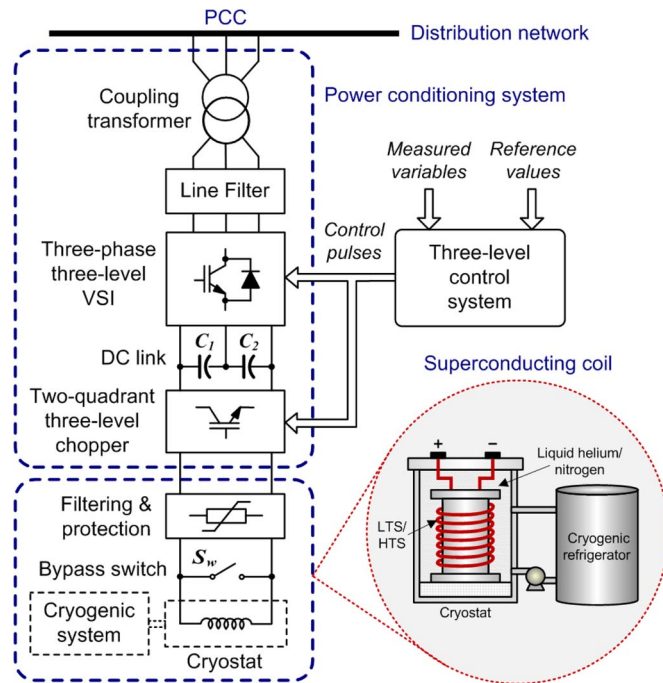 PCC
Distribution network
Coupling
transformer
Power conditioning system
Line Filter
Measured
variables
Reference
values
Three-phase
three-level
VSI
Control
pulses
Three-level
control
system
DC link
C1
C2
Two-quadrant
three-level
chopper
Superconducting coil
Filtering &
protection
Bypass switch
Sw
Cryogenic
system
Cryostat
+
−
Liquid helium/
nitrogen
LTS/
HTS
Cryogenic
refrigerator
Cryostat